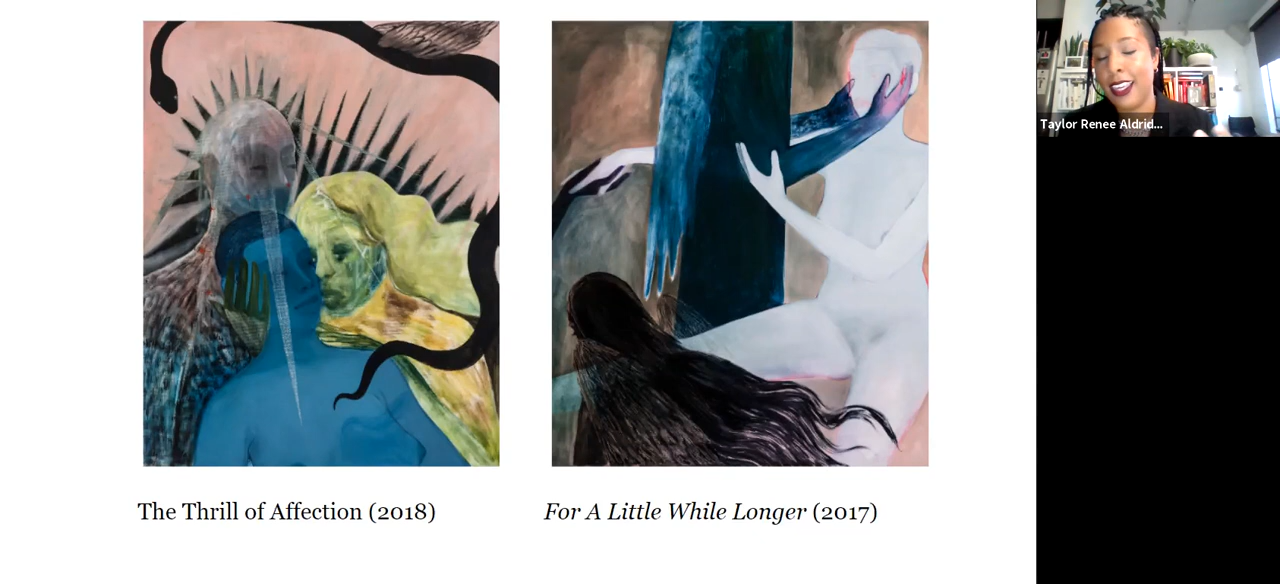 Taylor Renee Aldrid...
The Thrill of Affection (2018)
For A Little While Longer (2017)